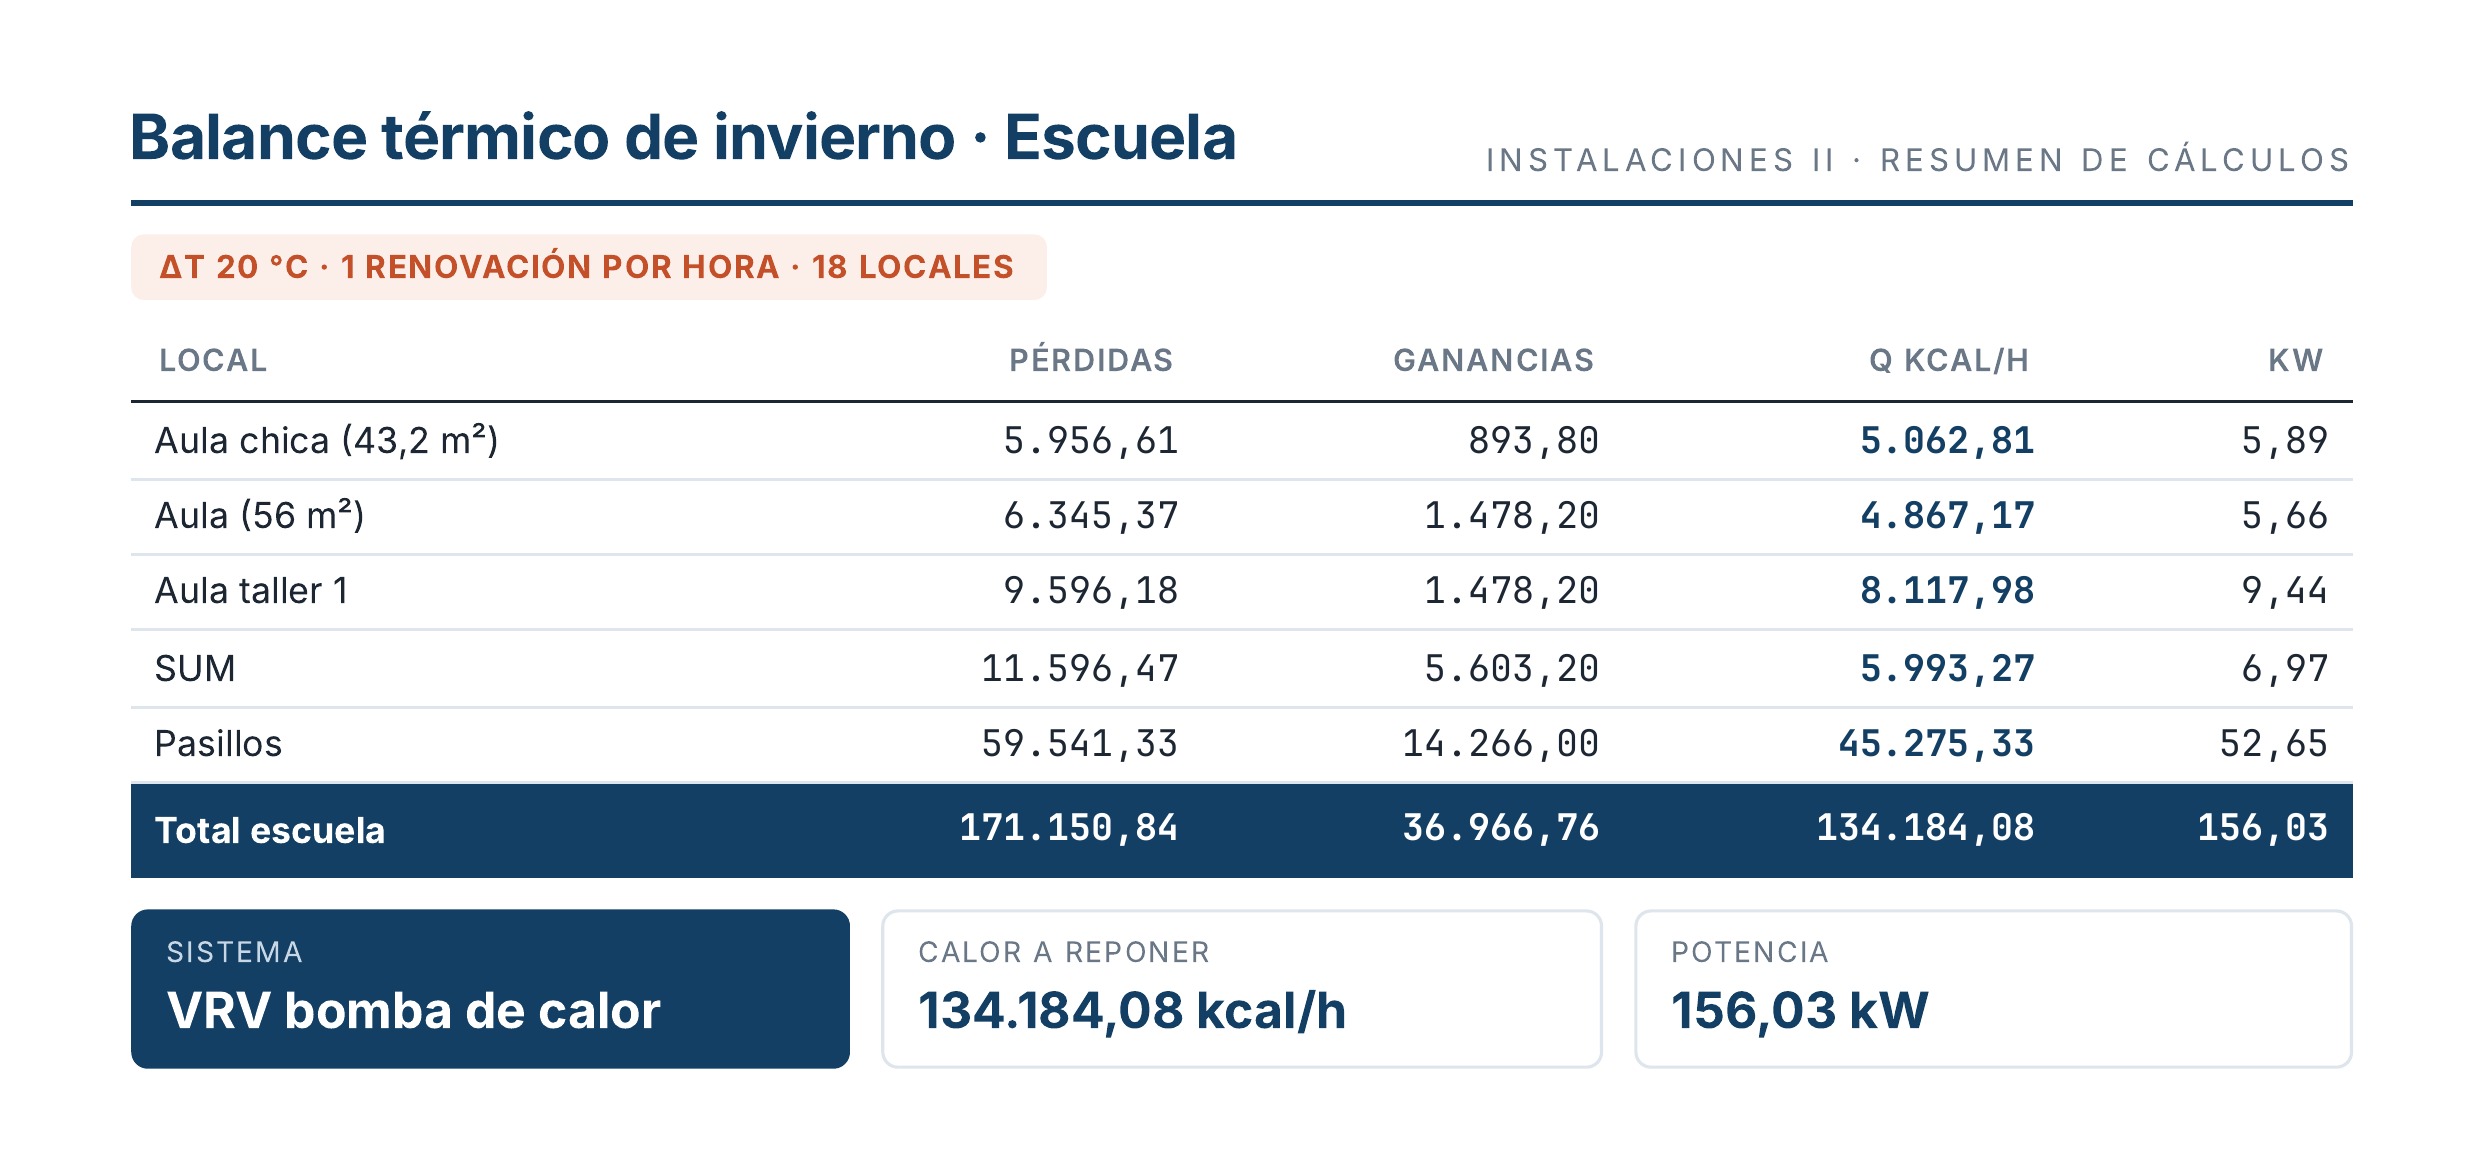 Balance térmico de invierno · Escuela
INSTALACIONES II · RESUMEN DE CÁLCULOS
ΔT 20 °C · 1 RENOVACIÓN POR HORA · 18 LOCALES
LOCAL PÉRDIDAS GANANCIAS Q KCAL/H KW
Aula chica (43,2 m²) 5.956,61 893,80 5.062,81 5,89
Aula (56 m²) 6.345,37 1.478,20 4.867,17 5,66
Aula taller 1 9.596,18 1.478,20 8.117,98 9,44
SUM 11.596,47 5.603,20 5.993,27 6,97
Pasillos 59.541,33 14.266,00 45.275,33 52,65
Total escuela 171.150,84 36.966,76 134.184,08 156,03
SISTEMA
VRV bomba de calor
CALOR A REPONER
134.184,08 kcal/h
POTENCIA
156,03 kW